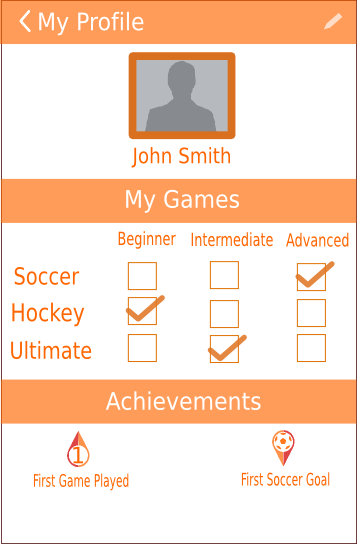 My Profile
John Smith
My Games
Beginner Intermediate Advanced
Soccer
Hockey
Ultimate
Achievements
1
First Game Played First Soccer Goal